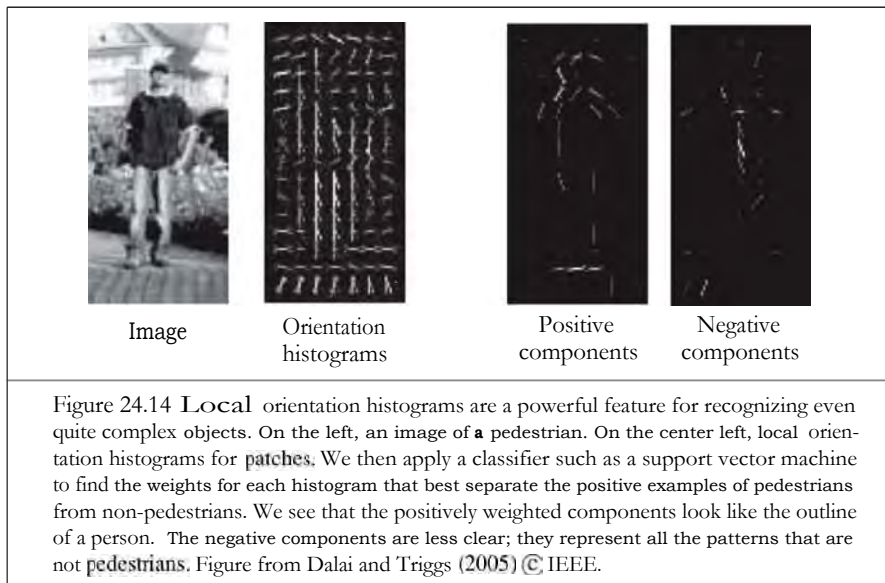 Image
Orientation
histograms
Positive
components
Negative
components
Figure 24.14 Local orientation histograms are a powerful feature for recognizing even
quite complex objects. On the left, an image of a pedestrian. On the center left, local orien-
tation histograms for patches. We then apply a classifier such as a support vector machine
to find the weights for each histogram that best separate the positive examples of pedestrians
from non-pedestrians. We see that the positively weighted components look like the outline
of a person. The negative components are less clear; they represent all the patterns that are
not pedestrians. Figure from Dalai and Triggs (2005) © IEEE.